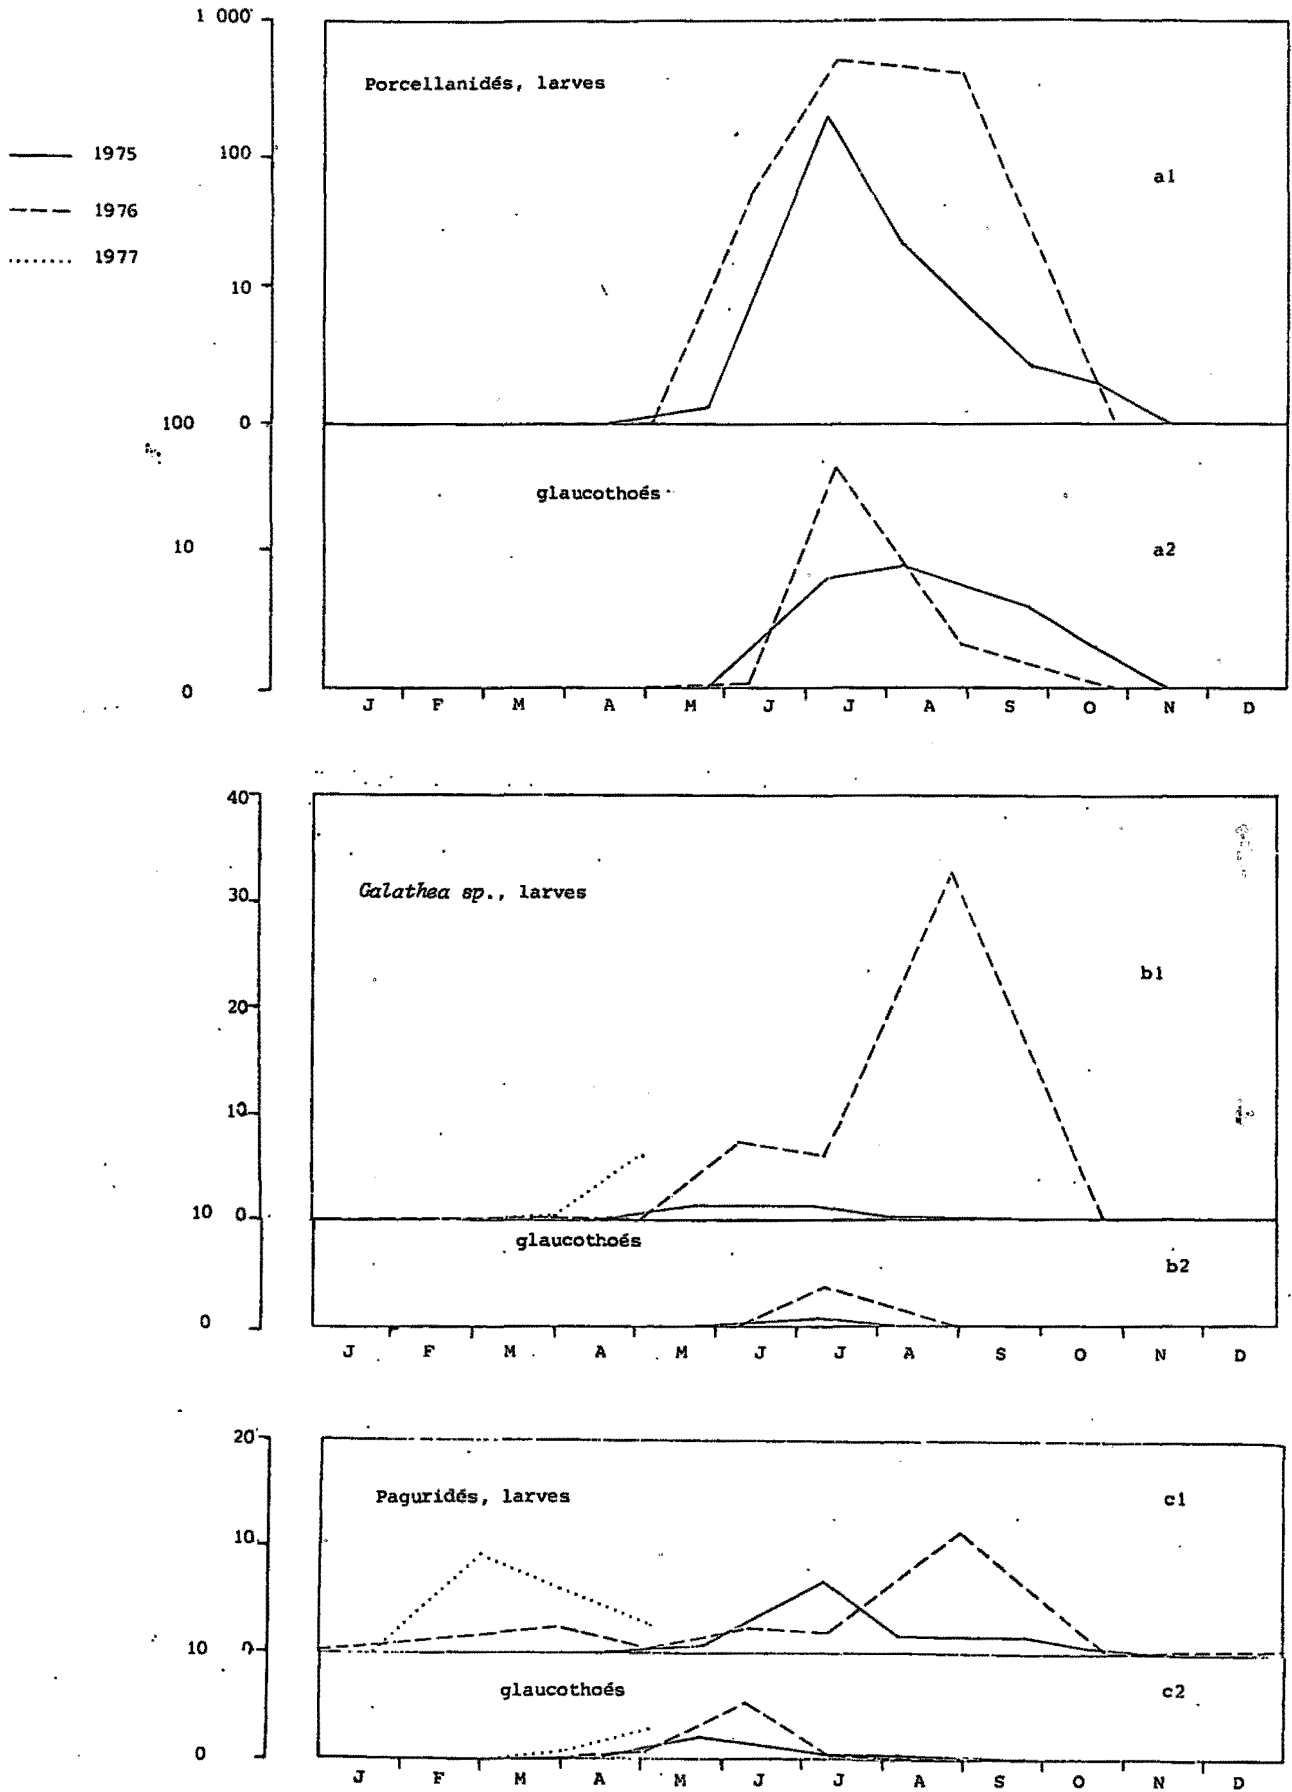 1975
1976
1977
1 000
100
10
0
Porcellanidés, larves
a1
100
10
0
glaucothoés
a2
J F M A M J J A S O N D
40
30
20
10
0
Galathea sp., larves
b1
10
0
glaucothoés
b2
J F M A M J J A S O N D
20
10
0
Paguridés, larves
c1
10
0
glaucothoés
c2
J F M A M J J A S O N D